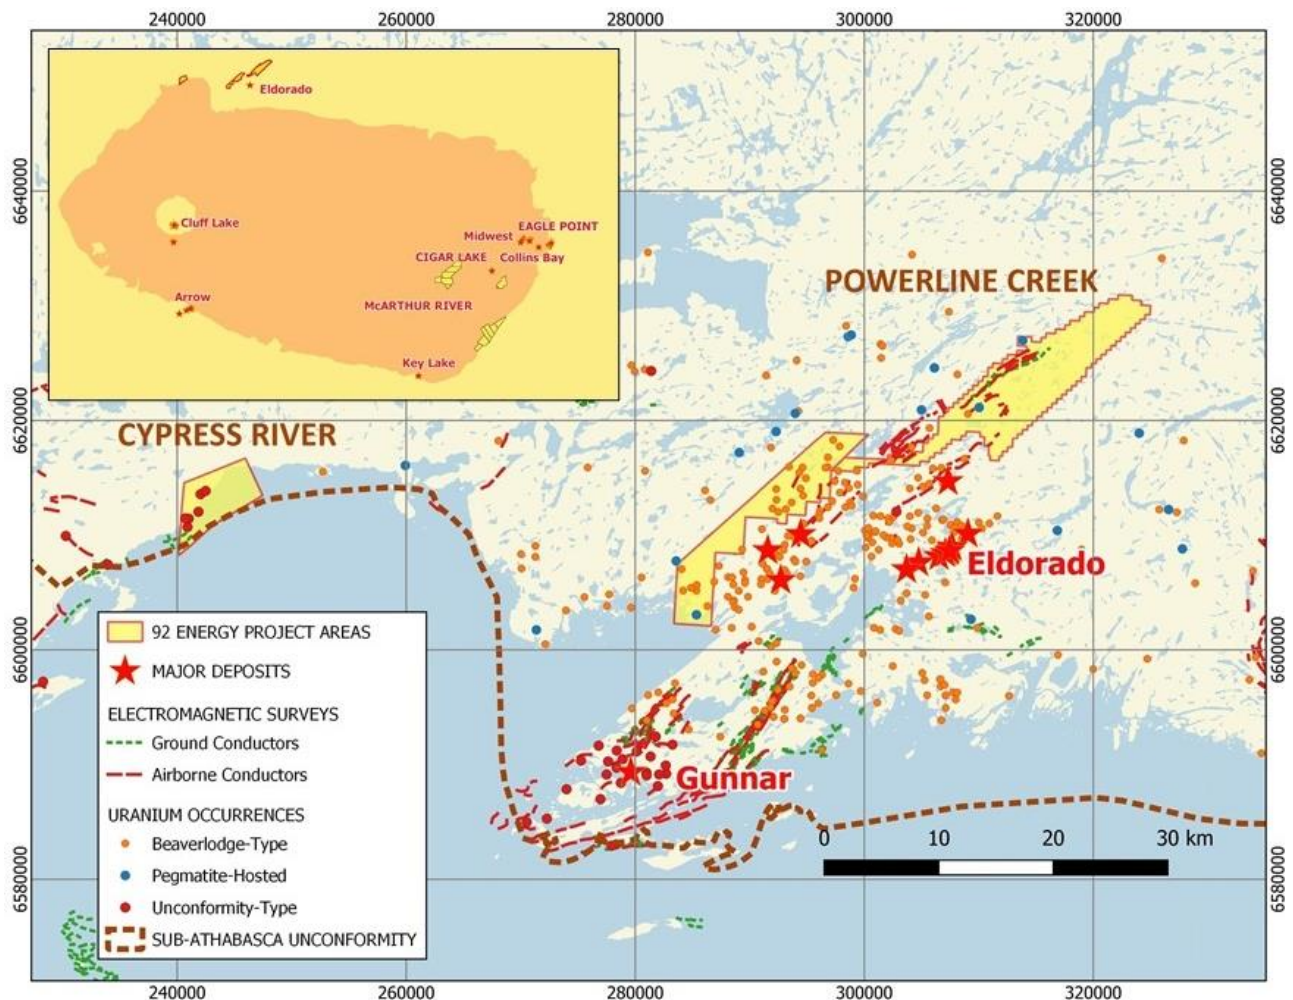 240000 260000 280000 300000 320000
6640000
6620000
6600000
6580000
Eldorado
Cluff Lake
EAGLE POINT
Midwest
CIGAR LAKE
Collins Bay
Arrow
McARTHUR RIVER
Key Lake
POWERLINE CREEK
CYPRESS RIVER
Eldorado
Gunnar
92 ENERGY PROJECT AREAS
MAJOR DEPOSITS
ELECTROMAGNETIC SURVEYS
Ground Conductors
Airborne Conductors
URANIUM OCCURRENCES
Beaverlodge-Type
Pegmatite-Hosted
Unconformity-Type
SUB-ATHABASCA UNCONFORMITY
0 10 20 30 km
6640000
6620000
6600000
6580000
240000 260000 280000 300000 320000